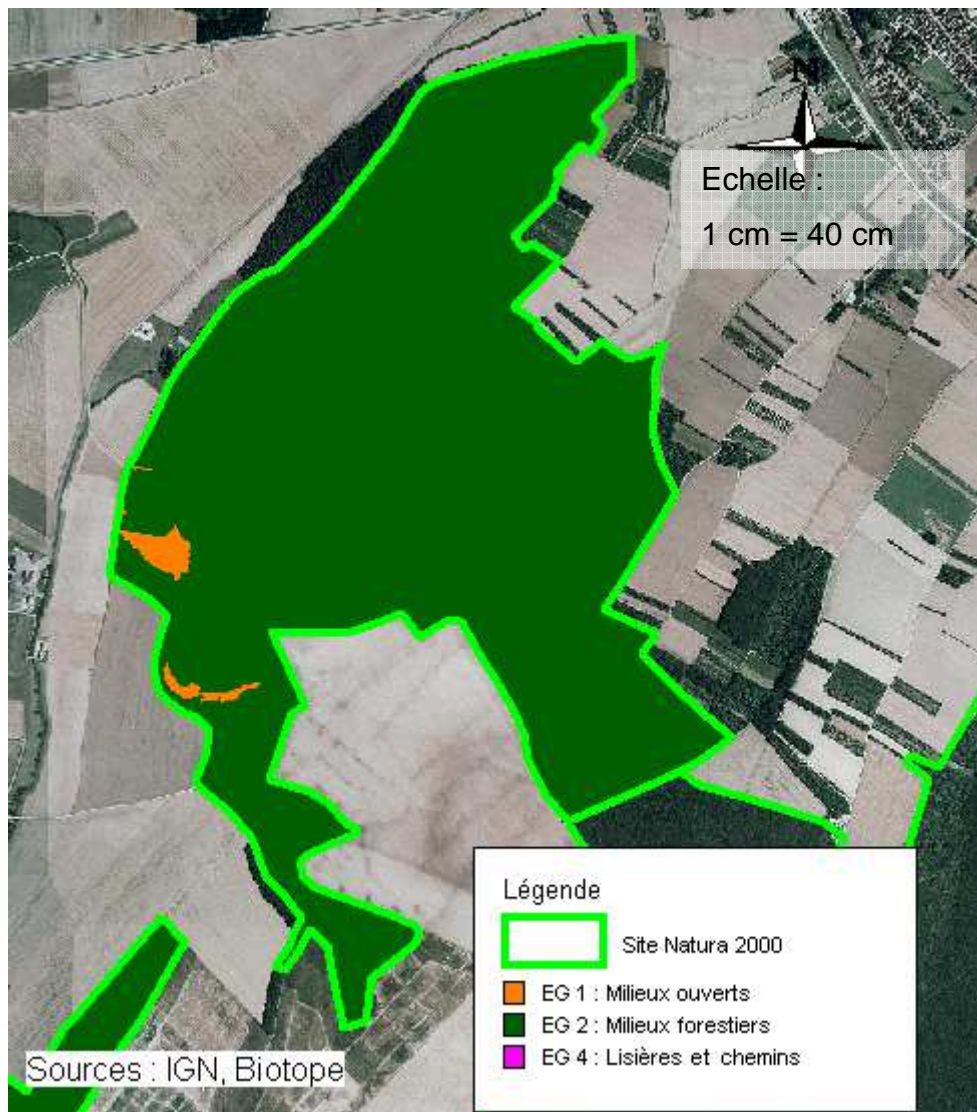 N
Echelle :
1 cm = 40 cm
Légende
Site Natura 2000
EG 1 : Milieux ouverts
EG 2 : Milieux forestiers
EG 4 : Lisières et chemins
Sources : IGN, Biotope